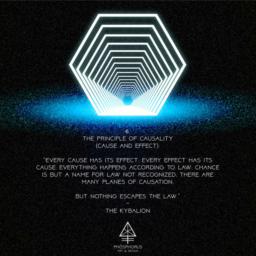 6.
THE PRINCIPLE OF CAUSALITY
(CAUSE AND EFFECT)
"EVERY CAUSE HAS ITS EFFECT. EVERY EFFECT HAS ITS
CAUSE. EVERYTHING HAPPENS ACCORDING TO LAW. CHANCE
IS BUT A NAME FOR LAW NOT RECOGNIZED. THERE ARE
MANY PLANES OF CAUSATION.
BUT NOTHING ESCAPES THE LAW."
-
THE KYBALION
PHOSPHORUS